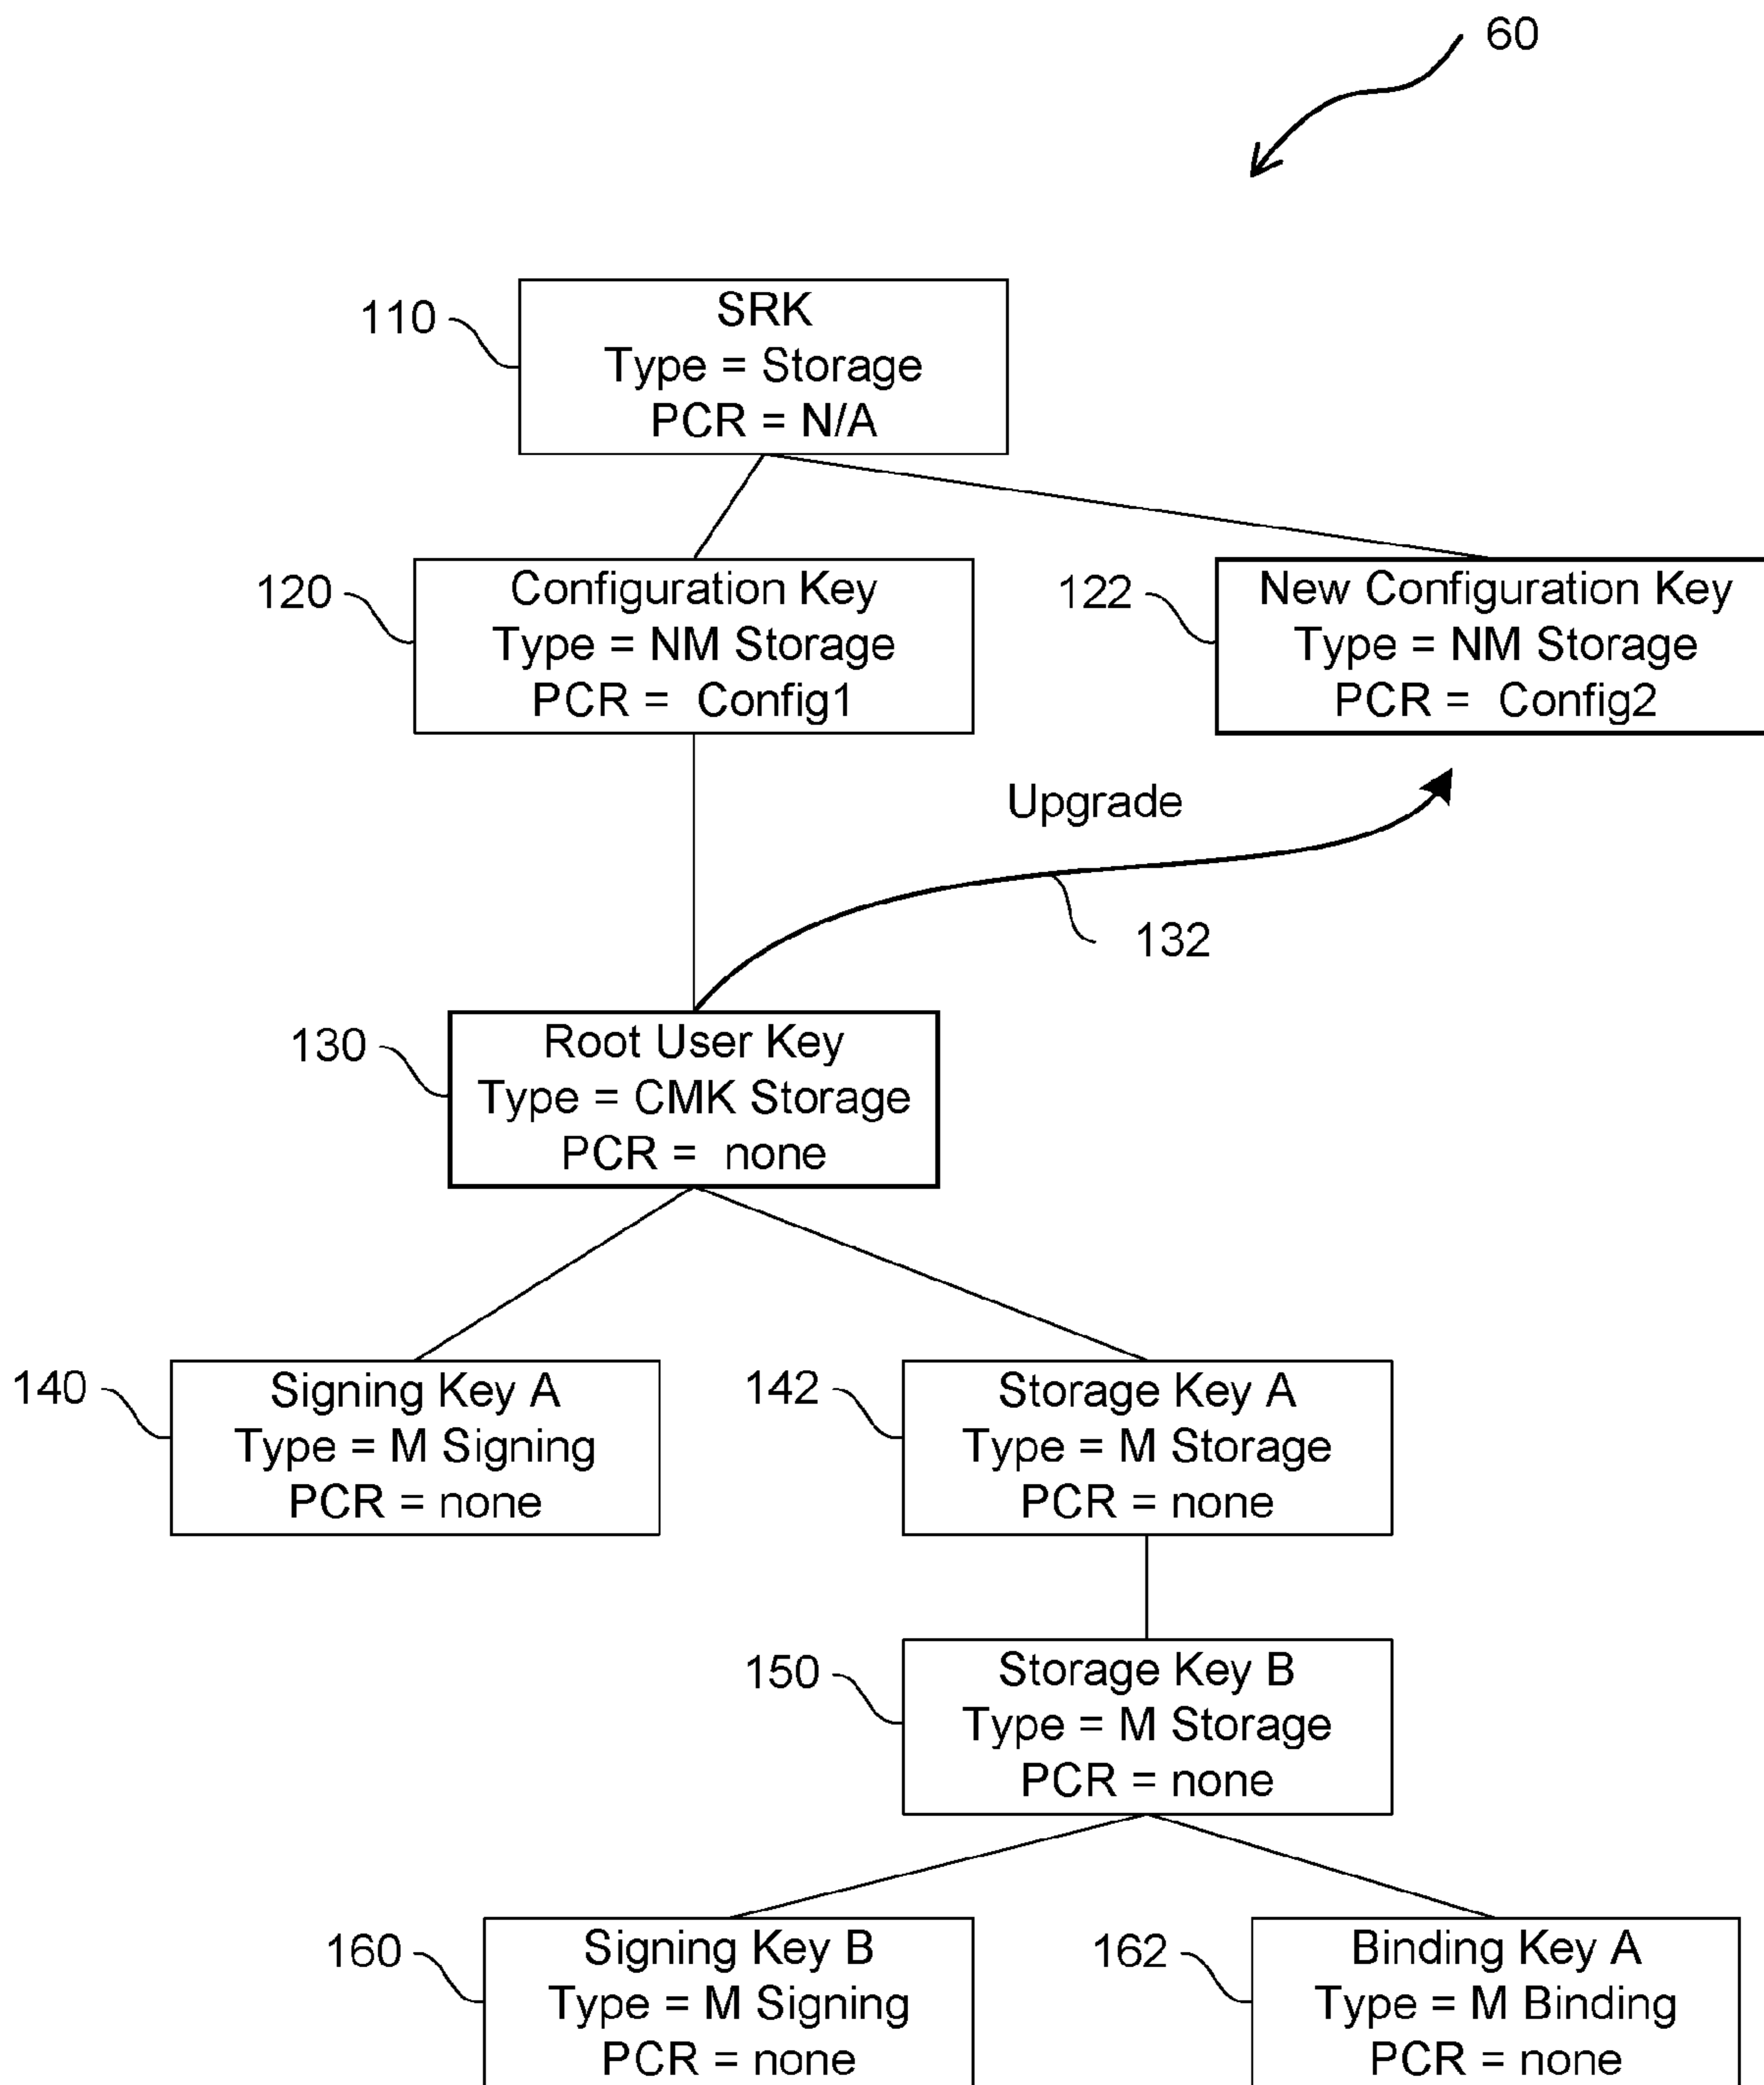 60
110
SRK
Type = Storage
PCR = N/A
120
Configuration Key
Type = NM Storage
PCR = Config1
122
New Configuration Key
Type = NM Storage
PCR = Config2
Upgrade
132
130
Root User Key
Type = CMK Storage
PCR = none
140
Signing Key A
Type = M Signing
PCR = none
142
Storage Key A
Type = M Storage
PCR = none
150
Storage Key B
Type = M Storage
PCR = none
160
Signing Key B
Type = M Signing
PCR = none
162
Binding Key A
Type = M Binding
PCR = none